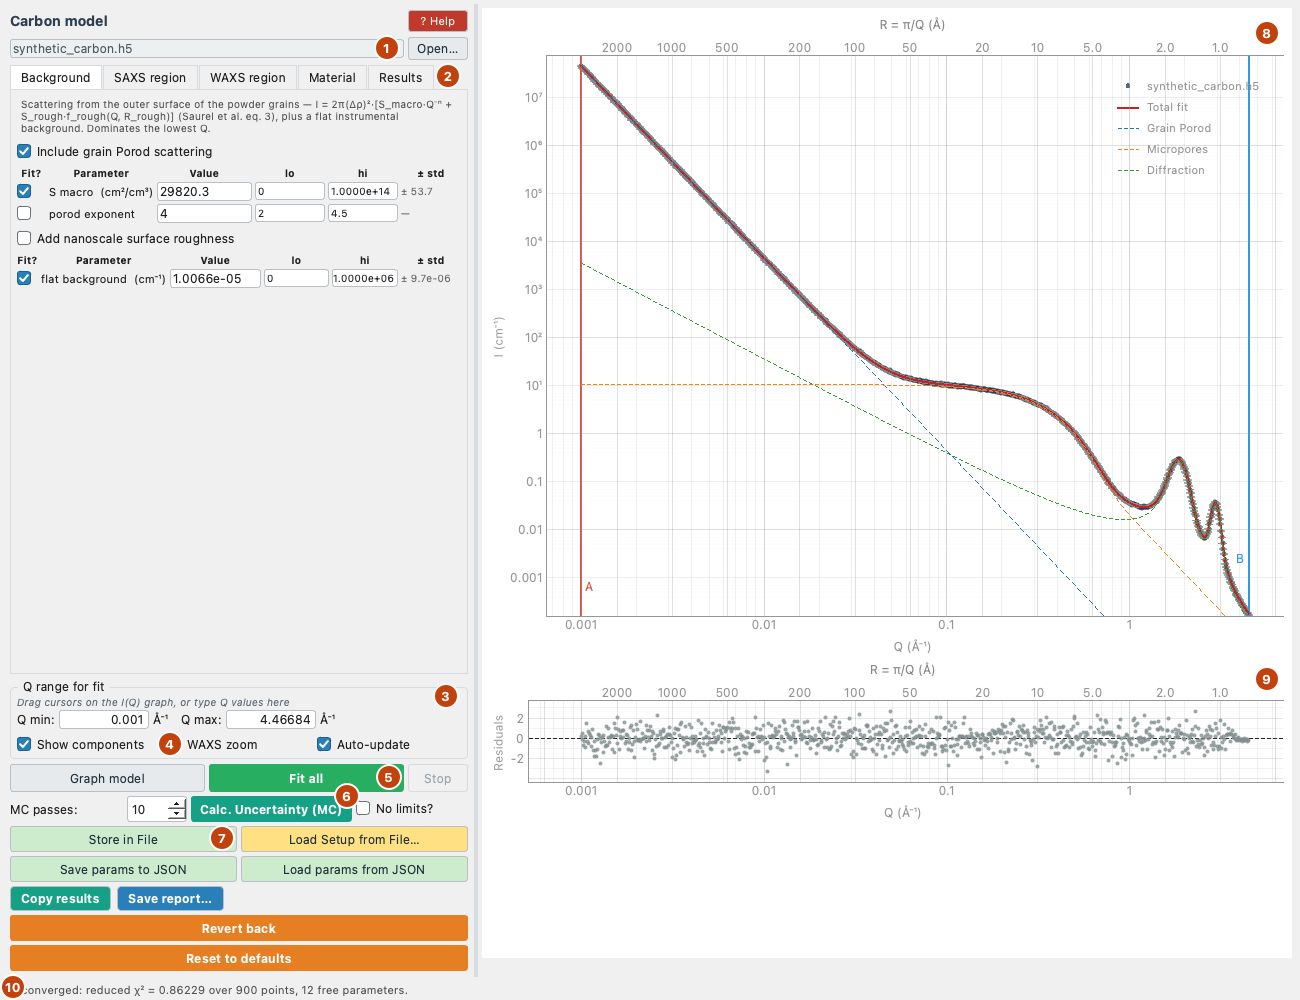 Carbon model
? Help
synthetic_carbon.h5
1
Open...
Background
SAXS region
WAXS region
Material
Results
2
Scattering from the outer surface of the powder grains — I = 2π(Δρ)²·[S_macro·Q⁻ⁿ +
S_rough·f_rough(Q, R_rough)] (Saurel et al. eq. 3), plus a flat instrumental
background. Dominates the lowest Q.
Include grain Porod scattering
Fit? Parameter Value lo hi ± std
S macro (cm²/cm³) 29820.3 0 1.0000e+14 ± 53.7
porod exponent 4 2 4.5 —
Add nanoscale surface roughness
Fit? Parameter Value lo hi ± std
flat background (cm⁻¹) 1.0066e-05 0 1.0000e+06 ± 9.7e-06
Q range for fit
3
Drag cursors on the I(Q) graph, or type Q values here
Q min: 0.001 Å⁻¹ Q max: 4.46684 Å⁻¹
Show components 4 WAXS zoom Auto-update
Graph model
Fit all
5
Stop
6
MC passes: 10 Calc. Uncertainty (MC) No limits?
Store in File
7
Load Setup from File...
Save params to JSON
Load params from JSON
Copy results
Save report...
Revert back
Reset to defaults
10
converged: reduced χ² = 0.86229 over 900 points, 12 free parameters.
R = π/Q (Å)
8
2000 1000 500 200 100 50 20 10 5.0 2.0 1.0
synthetic_carbon.h5
Total fit
Grain Porod
Micropores
Diffraction
10⁷
10⁶
10⁵
10⁴
10³
10²
10¹
1
0.1
0.01
0.001
I (cm⁻¹)
A
B
0.001 0.01 0.1 1
Q (Å⁻¹)
R = π/Q (Å)
9
2000 1000 500 200 100 50 20 10 5.0 2.0 1.0
2
0
−2
Residuals
0.001 0.01 0.1 1
Q (Å⁻¹)